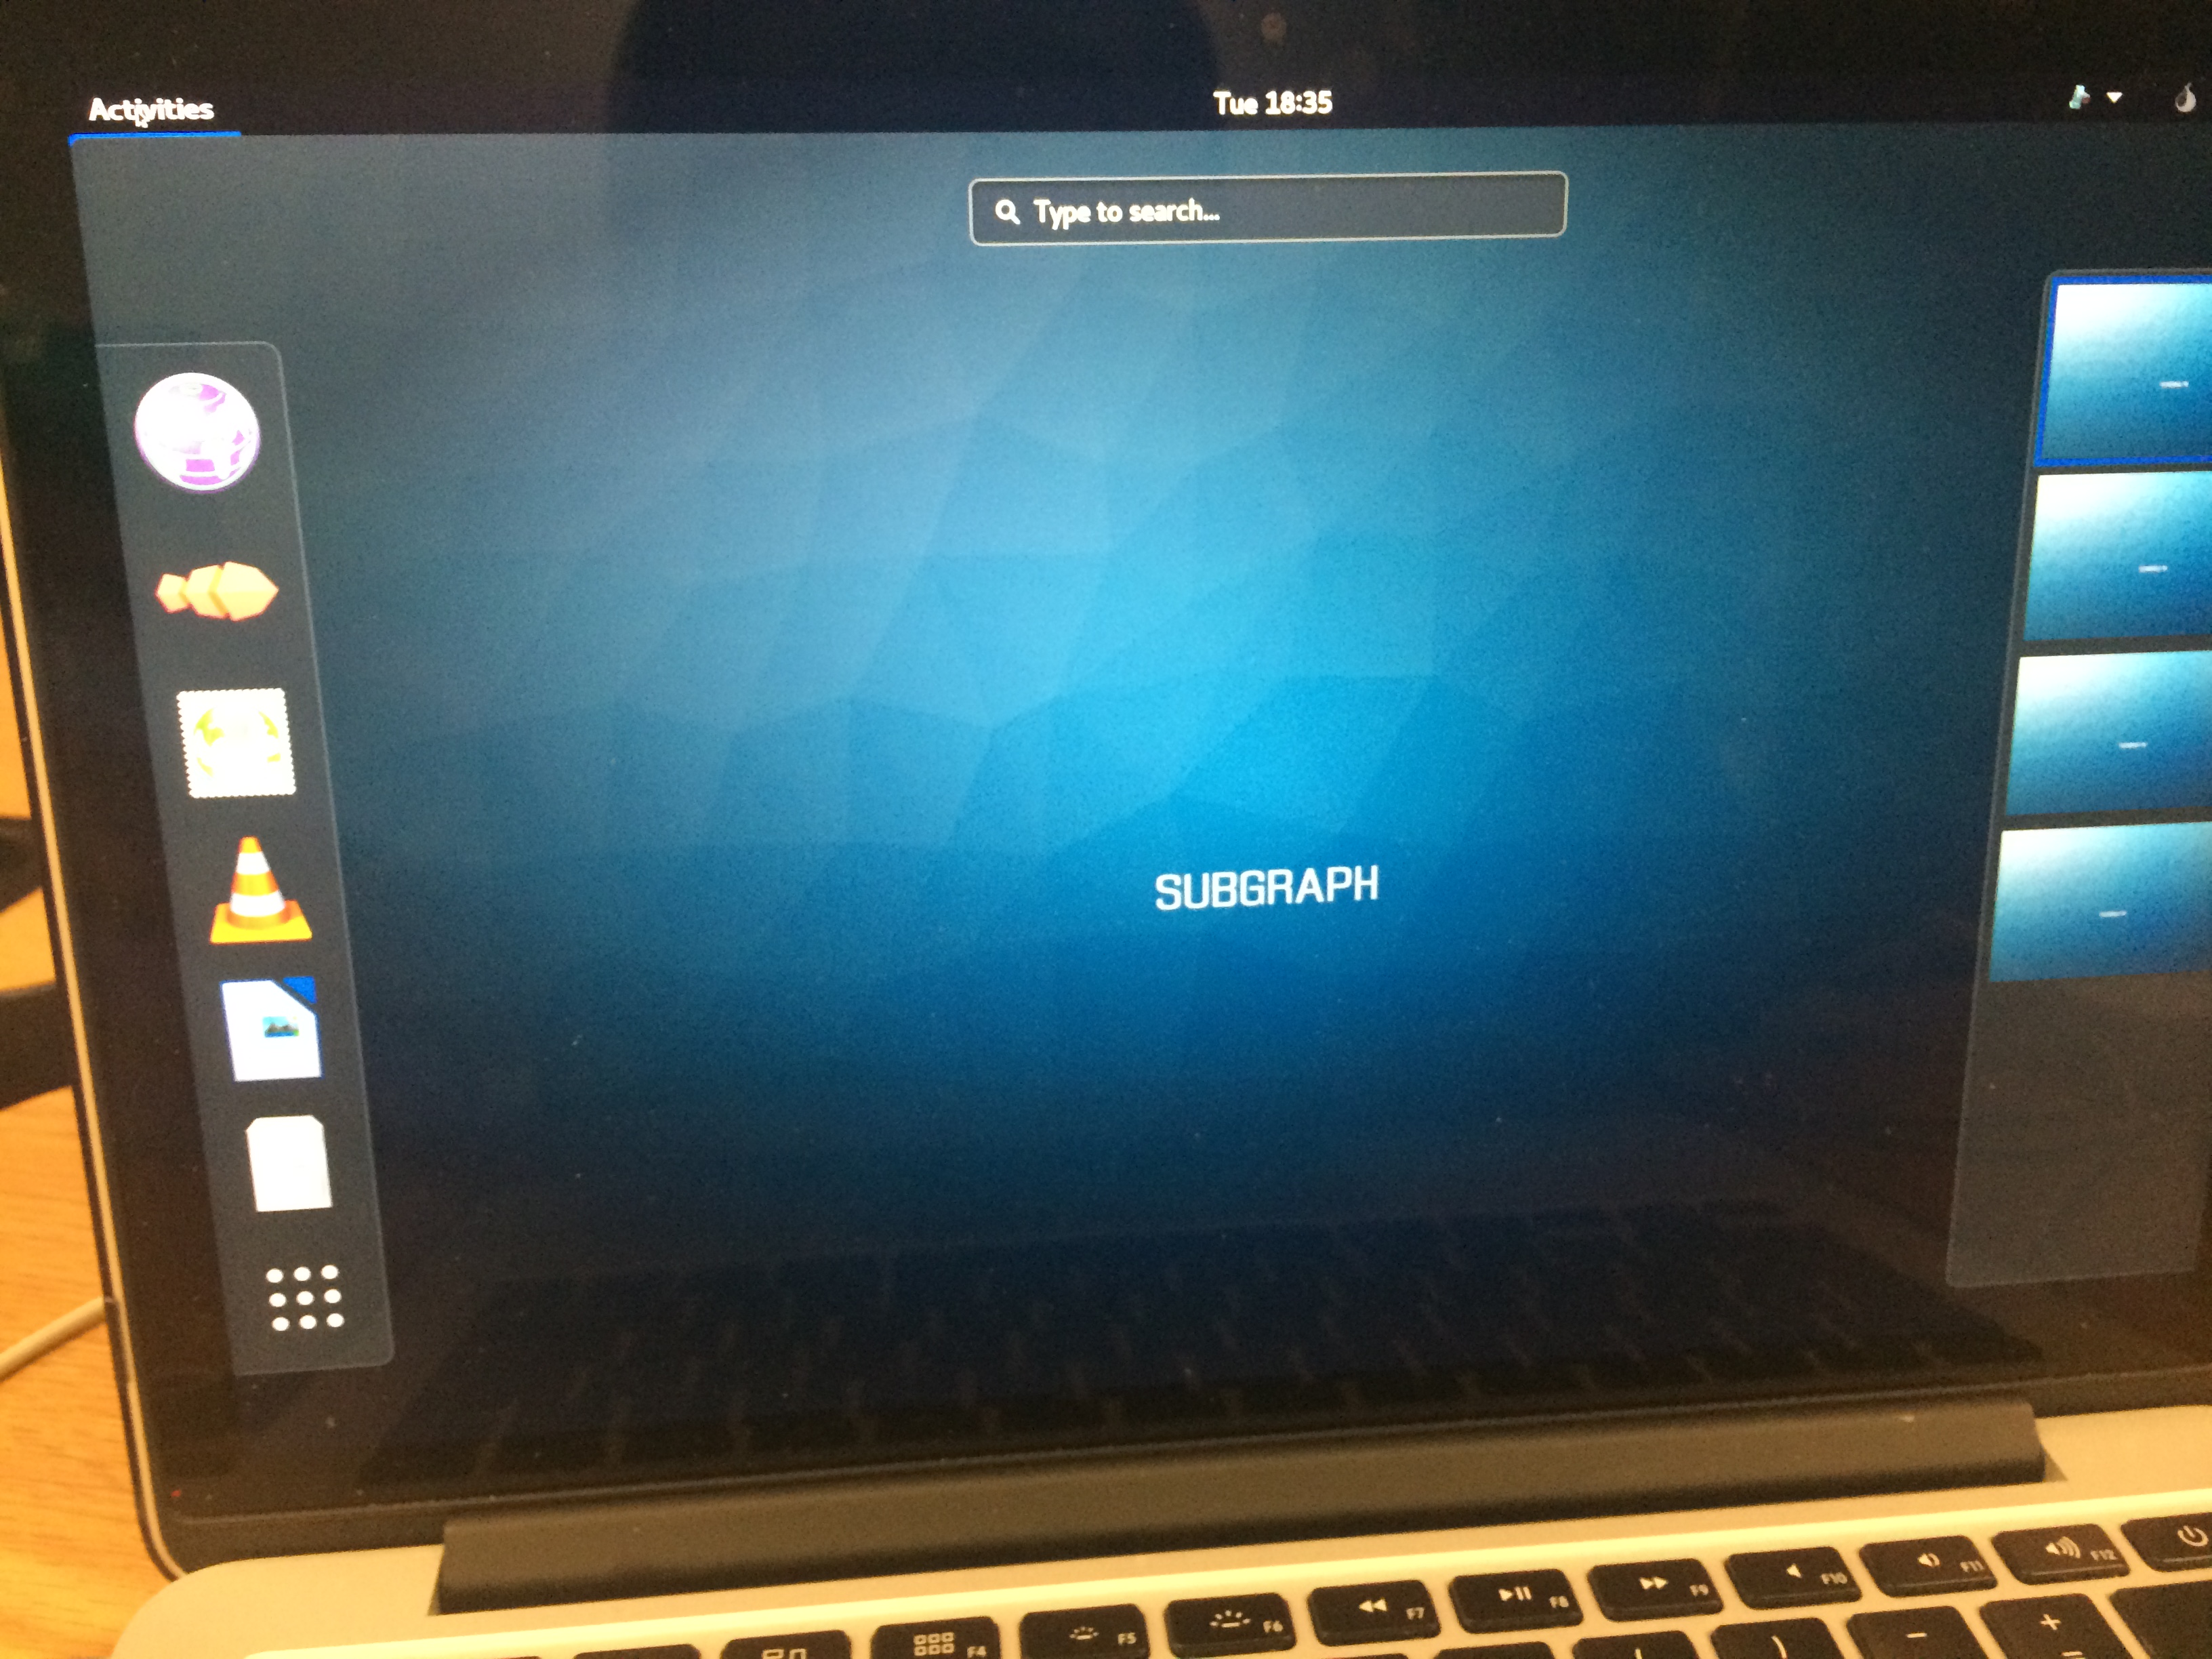 Activities
Tue 18:35
Type to search...
SUBGRAPH
F4
F5
F6
F7
F8
F9
F10
F11
F12
)
–
+
=